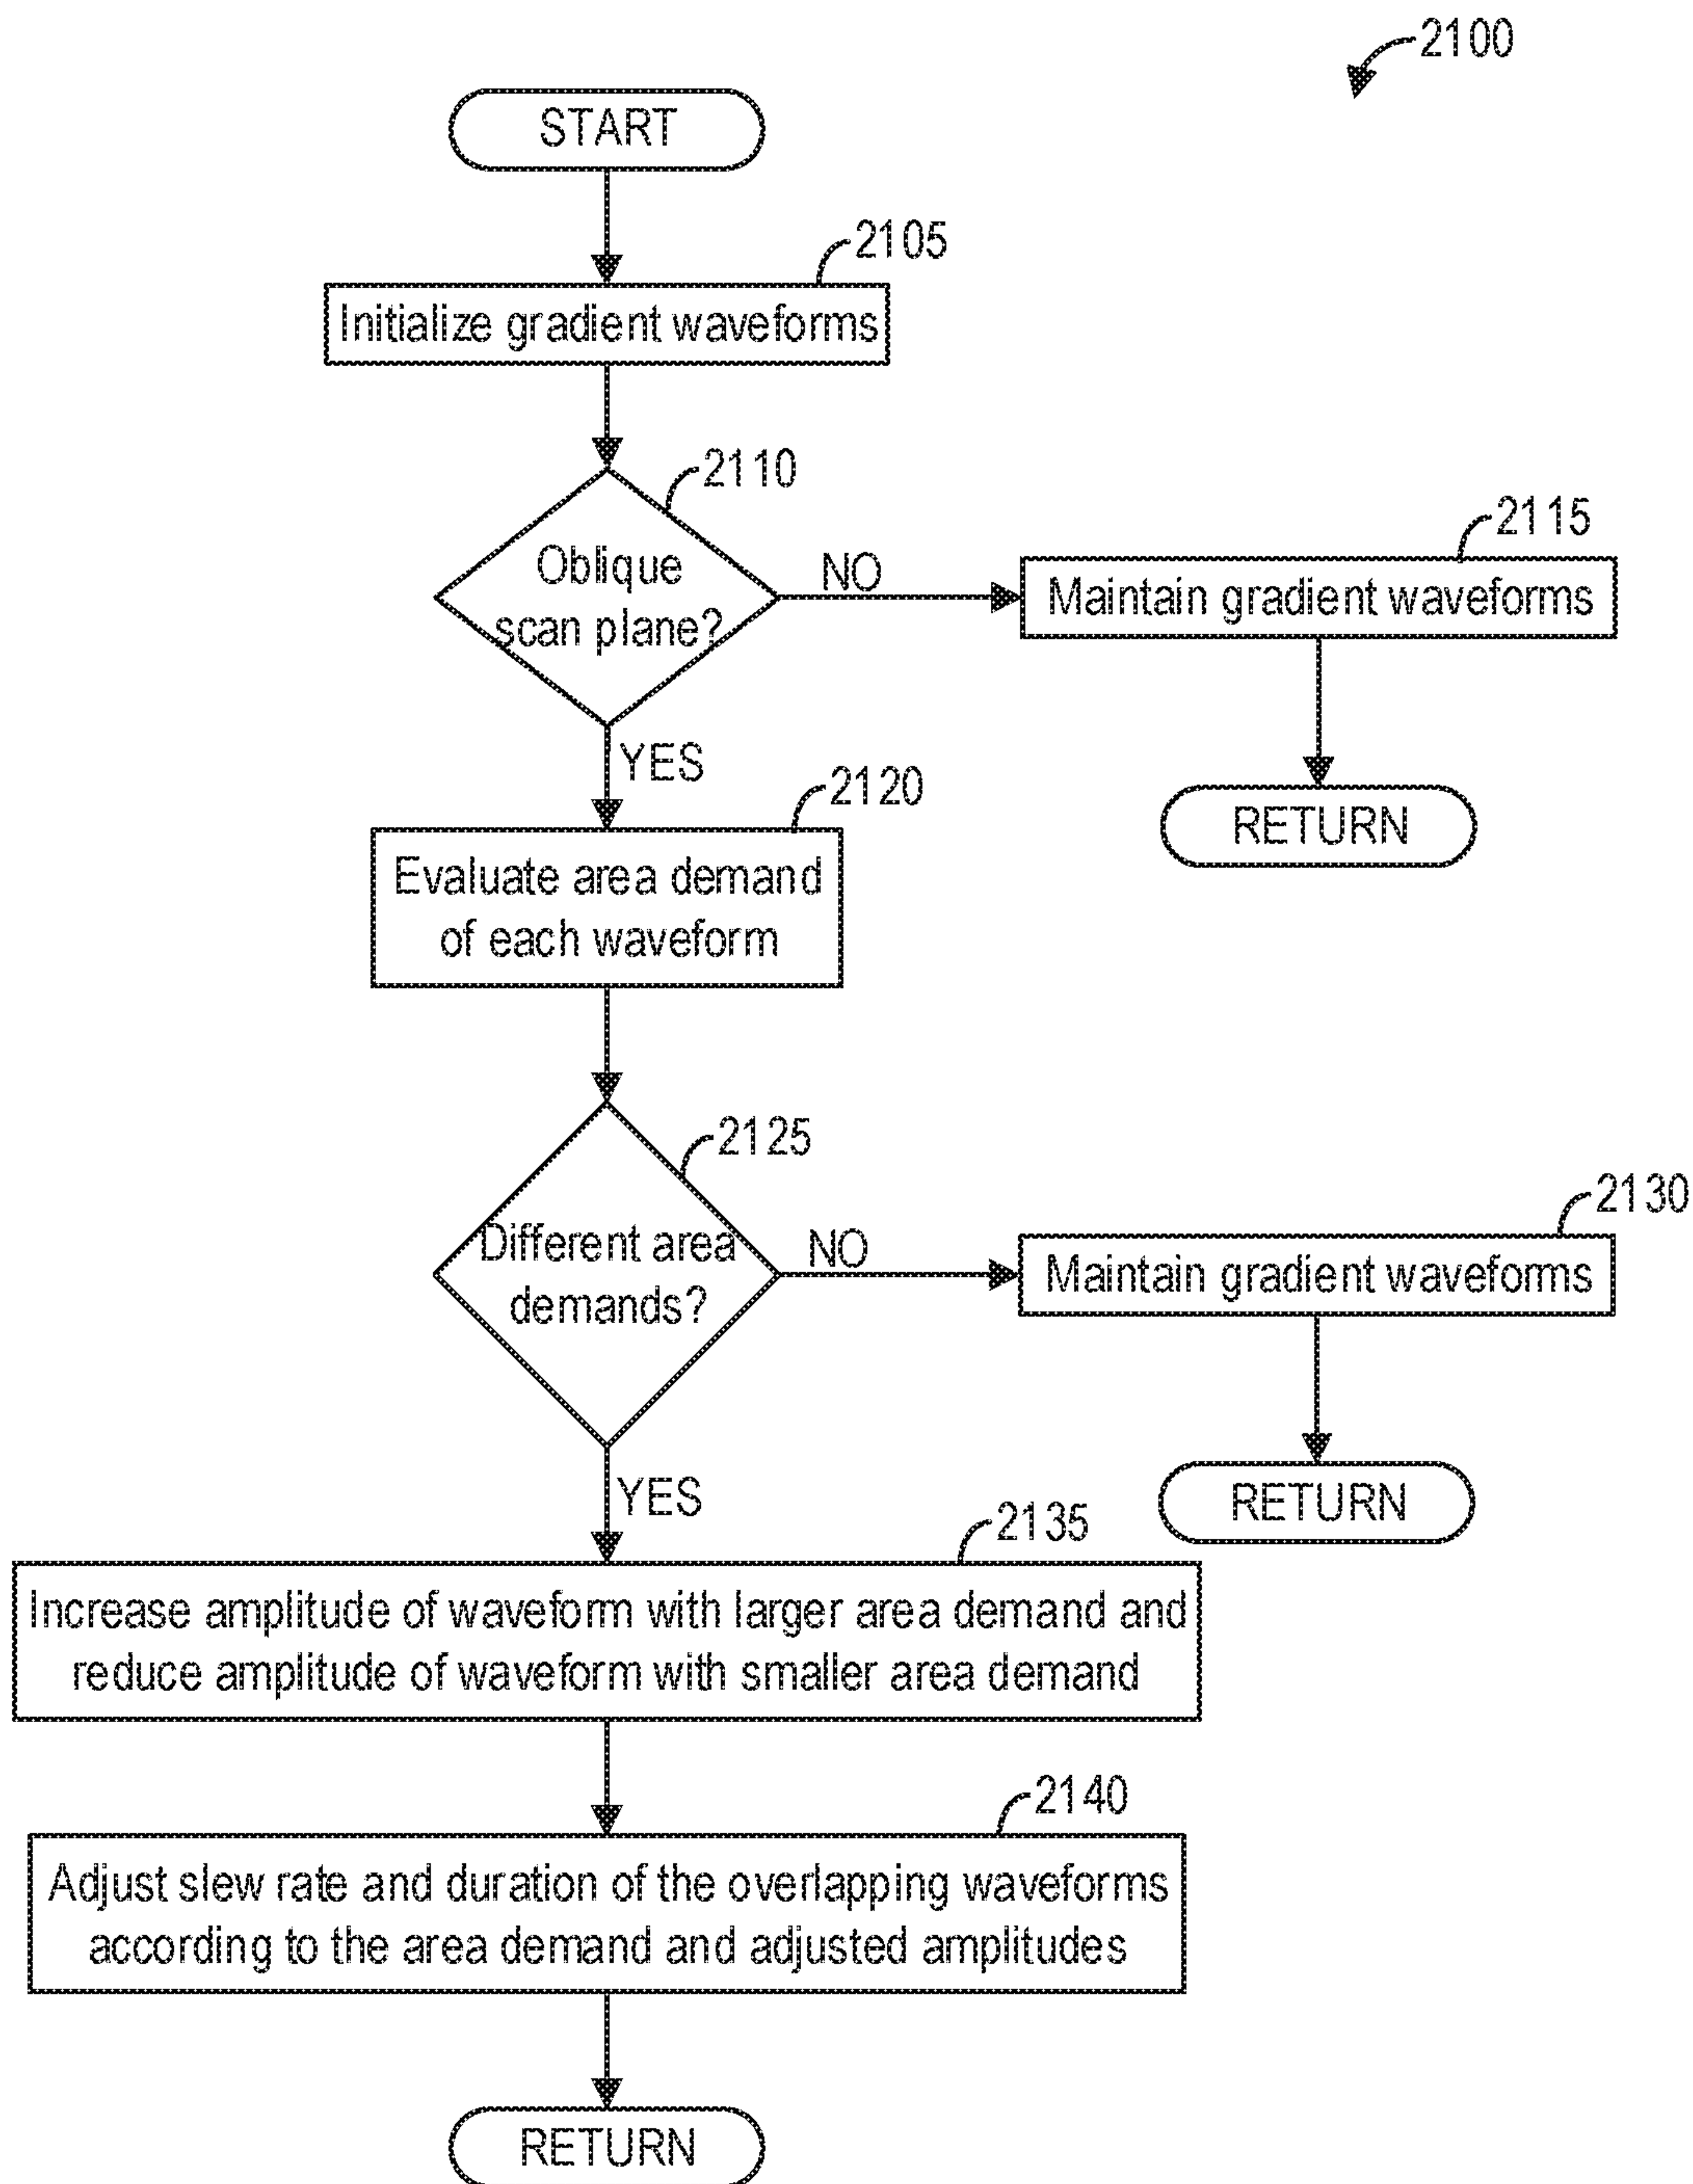 2100
START
2105
Initialize gradient waveforms
2110
Oblique
scan plane?
NO
2115
Maintain gradient waveforms
YES
RETURN
2120
Evaluate area demand
of each waveform
2125
Different area
demands?
NO
2130
Maintain gradient waveforms
YES
RETURN
2135
Increase amplitude of waveform with larger area demand and
reduce amplitude of waveform with smaller area demand
2140
Adjust slew rate and duration of the overlapping waveforms
according to the area demand and adjusted amplitudes
RETURN